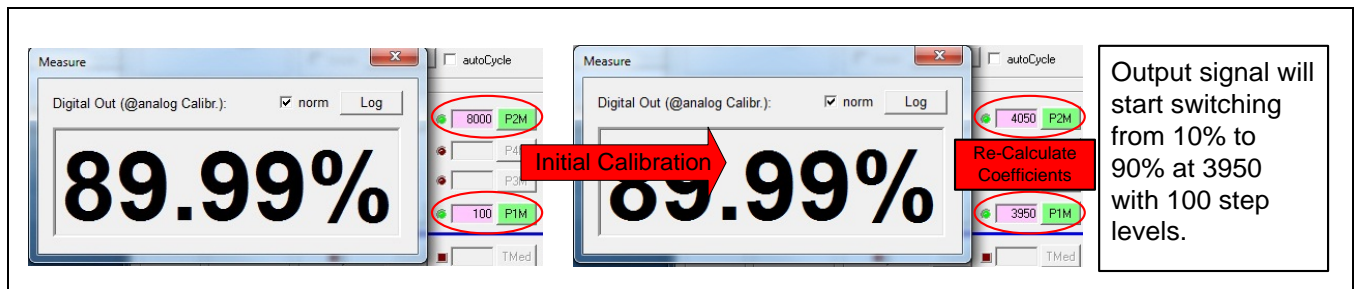 Measure
Digital Out (@analog Calibr.):
norm
Log
89.99%
autoCycle
8000 P2M
P3M
100 P1M
TMed
Initial Calibration
Measure
Digital Out (@analog Calibr.):
norm
Log
89.99%
autoCycle
4050 P2M
Re-Calculate
Coefficients
3950 P1M
TMed
Output signal will
start switching
from 10% to
90% at 3950
with 100 step
levels.